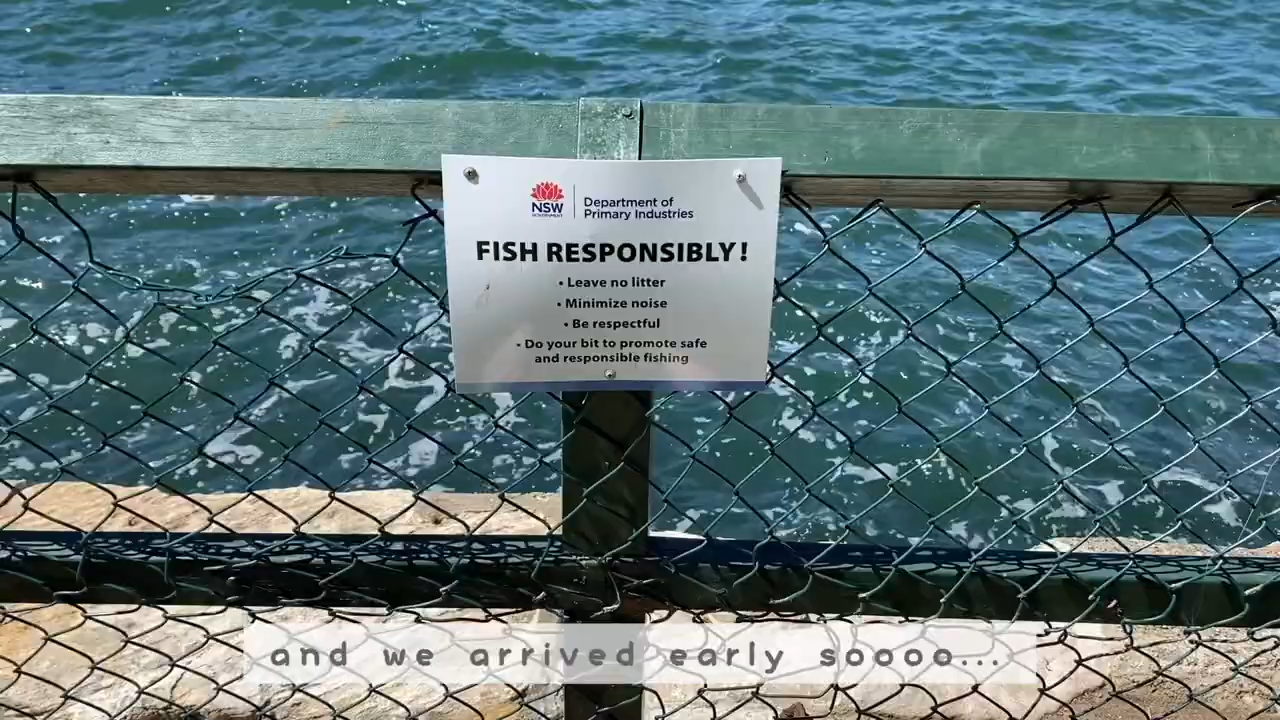 NSW
GOVERNMENT
Department of
Primary Industries
FISH RESPONSIBLY!
• Leave no litter
• Minimize noise
• Be respectful
• Do your bit to promote safe
and responsible fishing
and we arrived early soooo...